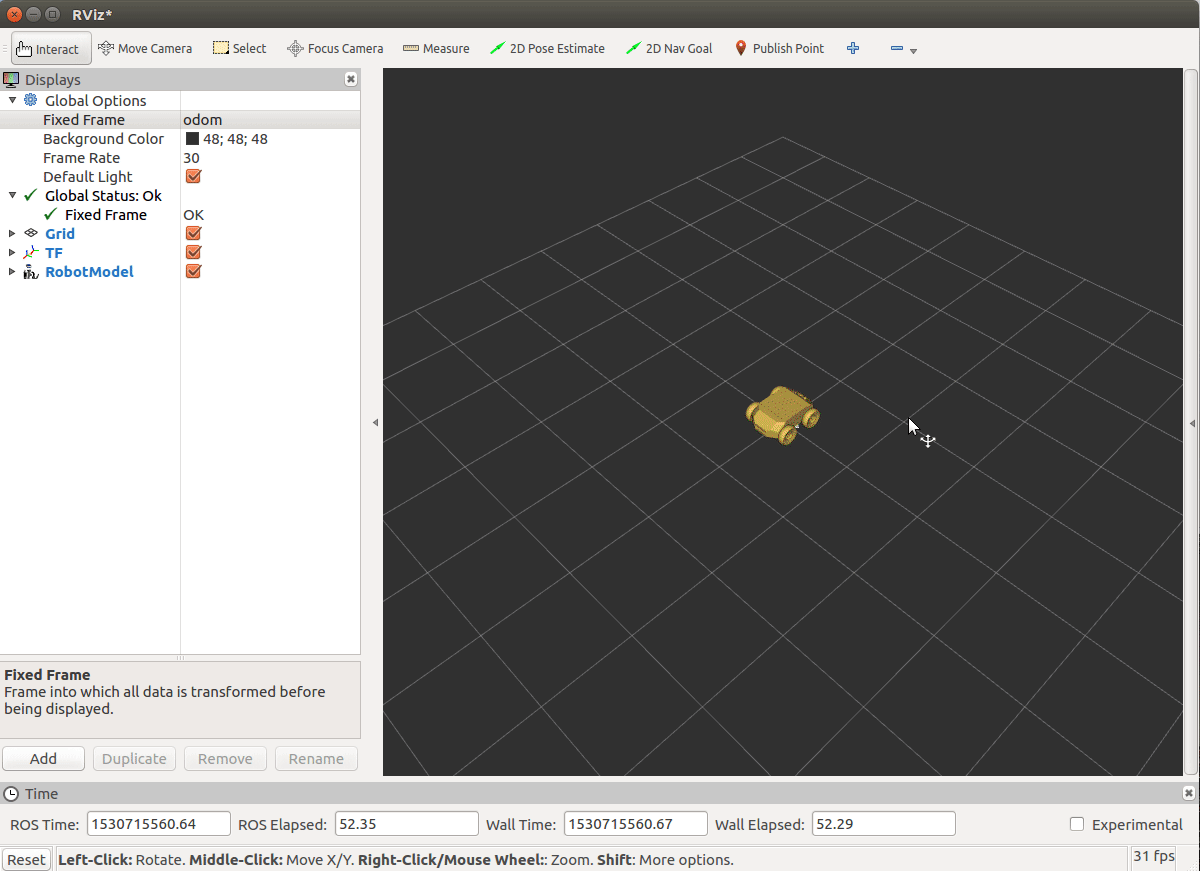 RViz*
Interact Move Camera Select Focus Camera Measure 2D Pose Estimate 2D Nav Goal Publish Point
Displays
Global Options
Fixed Frame odom
Background Color 48; 48; 48
Frame Rate 30
Default Light
Global Status: Ok
Fixed Frame OK
Grid
TF
RobotModel
Fixed Frame
Frame into which all data is transformed before
being displayed.
Add Duplicate Remove Rename
Time
ROS Time: 1530715560.64 ROS Elapsed: 52.35 Wall Time: 1530715560.67 Wall Elapsed: 52.29 Experimental
Reset Left-Click: Rotate. Middle-Click: Move X/Y. Right-Click/Mouse Wheel:: Zoom. Shift: More options. 31 fps